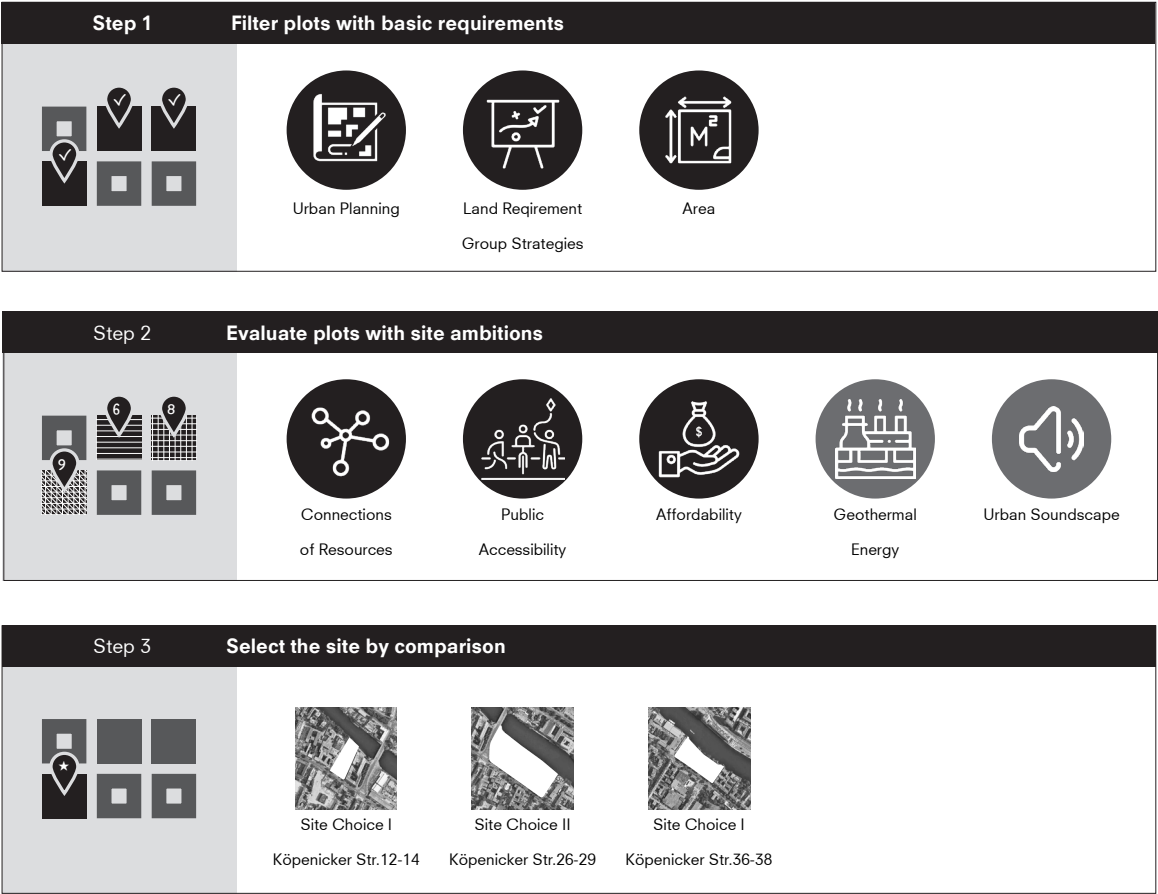 Step 1 Filter plots with basic requirements
6 8
9
M²
Urban Planning
Land Reqirement
Group Strategies
Area
Step 2 Evaluate plots with site ambitions
$
Connections
of Resources
Public
Accessibility
Affordability
Geothermal
Energy
Urban Soundscape
Step 3 Select the site by comparison
Site Choice I
Köpenicker Str.12-14
Site Choice II
Köpenicker Str.26-29
Site Choice I
Köpenicker Str.36-38